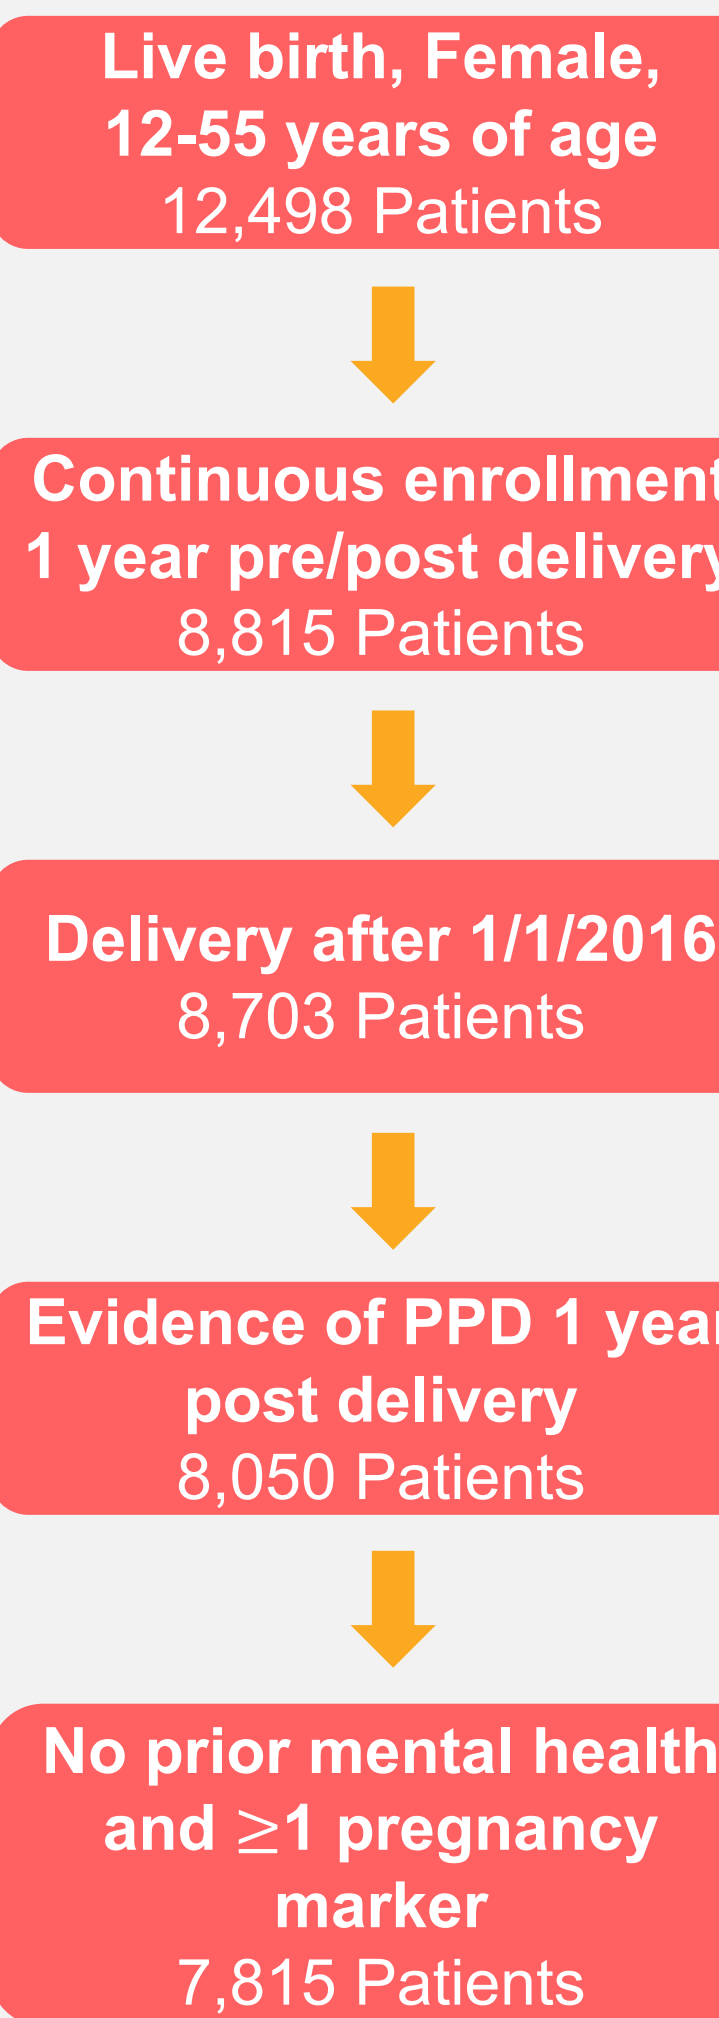 Live birth, Female,
12-55 years of age
12,498 Patients
Continuous enrollment
1 year pre/post delivery
8,815 Patients
Delivery after 1/1/2016
8,703 Patients
Evidence of PPD 1 year
post delivery
8,050 Patients
No prior mental health
and ≥1 pregnancy
marker
7,815 Patients